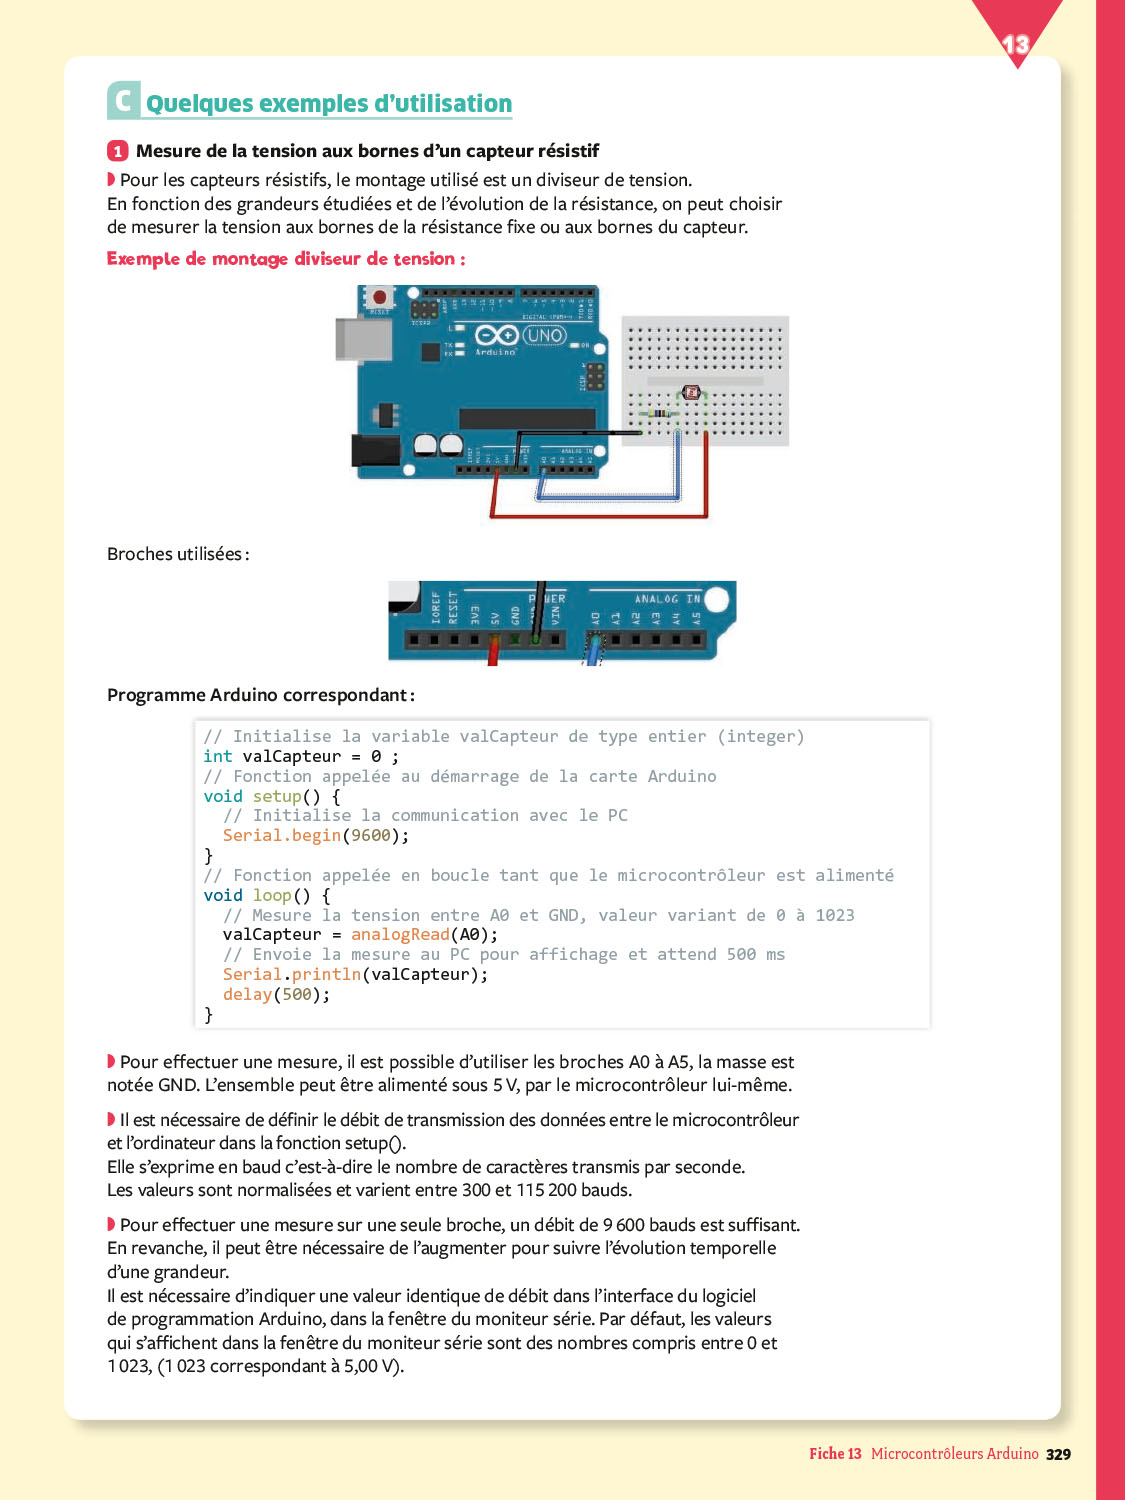 13
C Quelques exemples d’utilisation
1 Mesure de la tension aux bornes d’un capteur résistif
Pour les capteurs résistifs, le montage utilisé est un diviseur de tension.
En fonction des grandeurs étudiées et de l’évolution de la résistance, on peut choisir
de mesurer la tension aux bornes de la résistance fixe ou aux bornes du capteur.
Exemple de montage diviseur de tension :
RESET
ICSP2
L
TX
RX
Arduino
UNO
ON
ICSP
POWER
ANALOG IN
Broches utilisées :
POWER
ANALOG IN
IOREF
RESET
3V3
5V
GND
VIN
A0
A1
A2
A3
A4
A5
Programme Arduino correspondant :
// Initialise la variable valCapteur de type entier (integer)
int valCapteur = 0 ;
// Fonction appelée au démarrage de la carte Arduino
void setup() {
// Initialise la communication avec le PC
Serial.begin(9600);
}
// Fonction appelée en boucle tant que le microcontrôleur est alimenté
void loop() {
// Mesure la tension entre A0 et GND, valeur variant de 0 à 1023
valCapteur = analogRead(A0);
// Envoie la mesure au PC pour affichage et attend 500 ms
Serial.println(valCapteur);
delay(500);
}
Pour effectuer une mesure, il est possible d’utiliser les broches A0 à A5, la masse est
notée GND. L’ensemble peut être alimenté sous 5 V, par le microcontrôleur lui-même.
Il est nécessaire de définir le débit de transmission des données entre le microcontrôleur
et l’ordinateur dans la fonction setup().
Elle s’exprime en baud c’est-à-dire le nombre de caractères transmis par seconde.
Les valeurs sont normalisées et varient entre 300 et 115 200 bauds.
Pour effectuer une mesure sur une seule broche, un débit de 9 600 bauds est suffisant.
En revanche, il peut être nécessaire de l’augmenter pour suivre l’évolution temporelle
d’une grandeur.
Il est nécessaire d’indiquer une valeur identique de débit dans l’interface du logiciel
de programmation Arduino, dans la fenêtre du moniteur série. Par défaut, les valeurs
qui s’affichent dans la fenêtre du moniteur série sont des nombres compris entre 0 et
1 023, (1 023 correspondant à 5,00 V).
Fiche 13 Microcontrôleurs Arduino 329